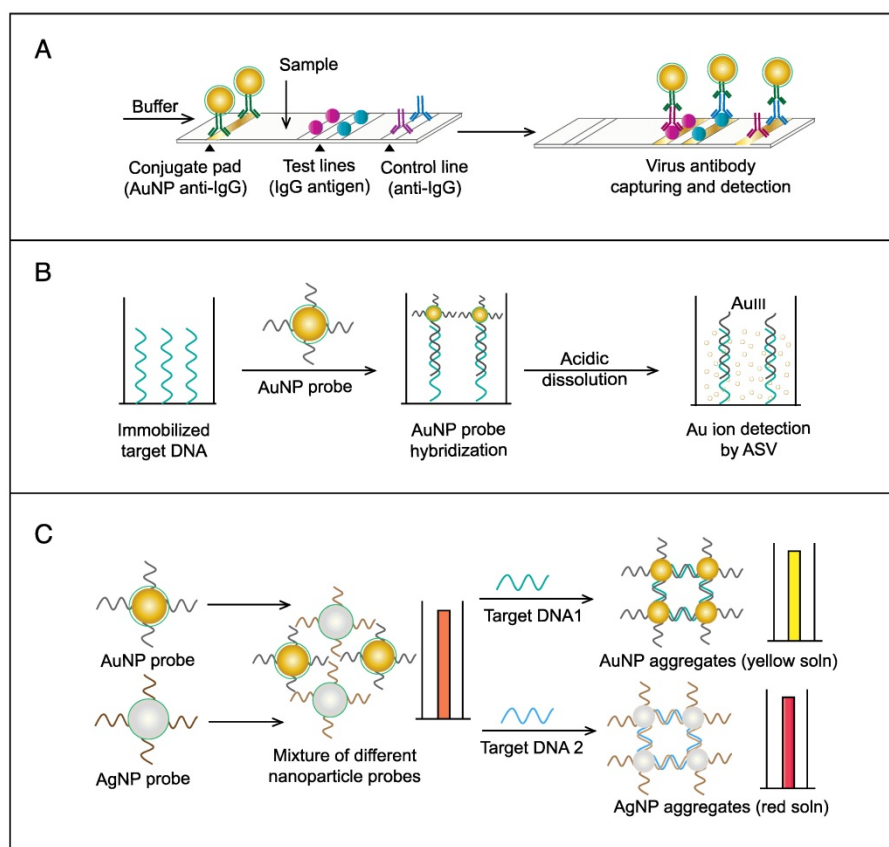 A
Sample
Buffer
Conjugate pad
(AuNP anti-IgG)
Test lines
(IgG antigen)
Control line
(anti-IgG)
Virus antibody
capturing and detection
B
AuNP probe
Immobilized
target DNA
AuNP probe
hybridization
Acidic
dissolution
AuIII
Au ion detection
by ASV
C
AuNP probe
AgNP probe
Mixture of different
nanoparticle probes
Target DNA1
AuNP aggregates (yellow soln)
Target DNA 2
AgNP aggregates (red soln)